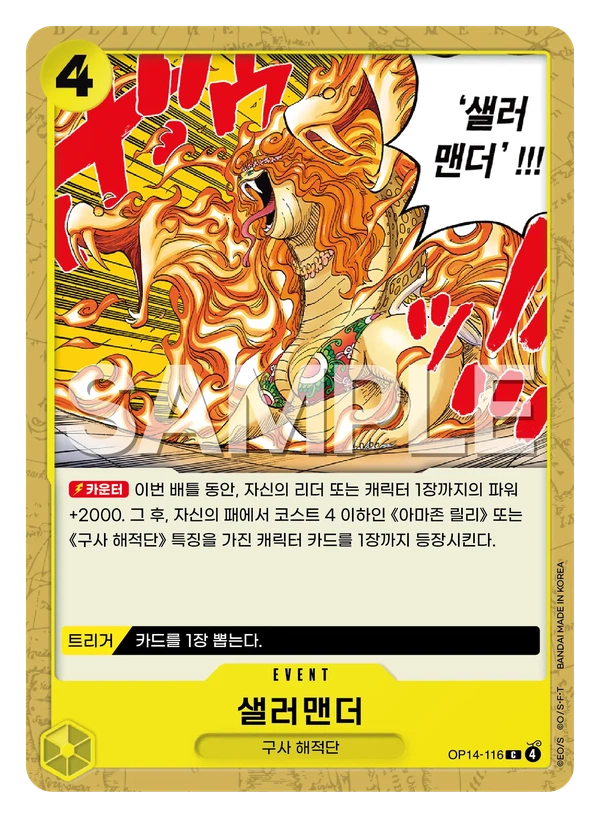 4
'샐러
맨더' !!!
SAMPLE
카운터 이번 배틀 동안, 자신의 리더 또는 캐릭터 1장까지의 파워
+2000. 그 후, 자신의 패에서 코스트 4 이하인 《아마존 릴리》 또는
《구사 해적단》 특징을 가진 캐릭터 카드를 1장까지 등장시킨다.
트리거 카드를 1장 뽑는다.
EVENT
샐러맨더
구사 해적단
OP14-116 C 4
©E.O/S. ©O/S·F·T BANDAI MADE IN KOREA